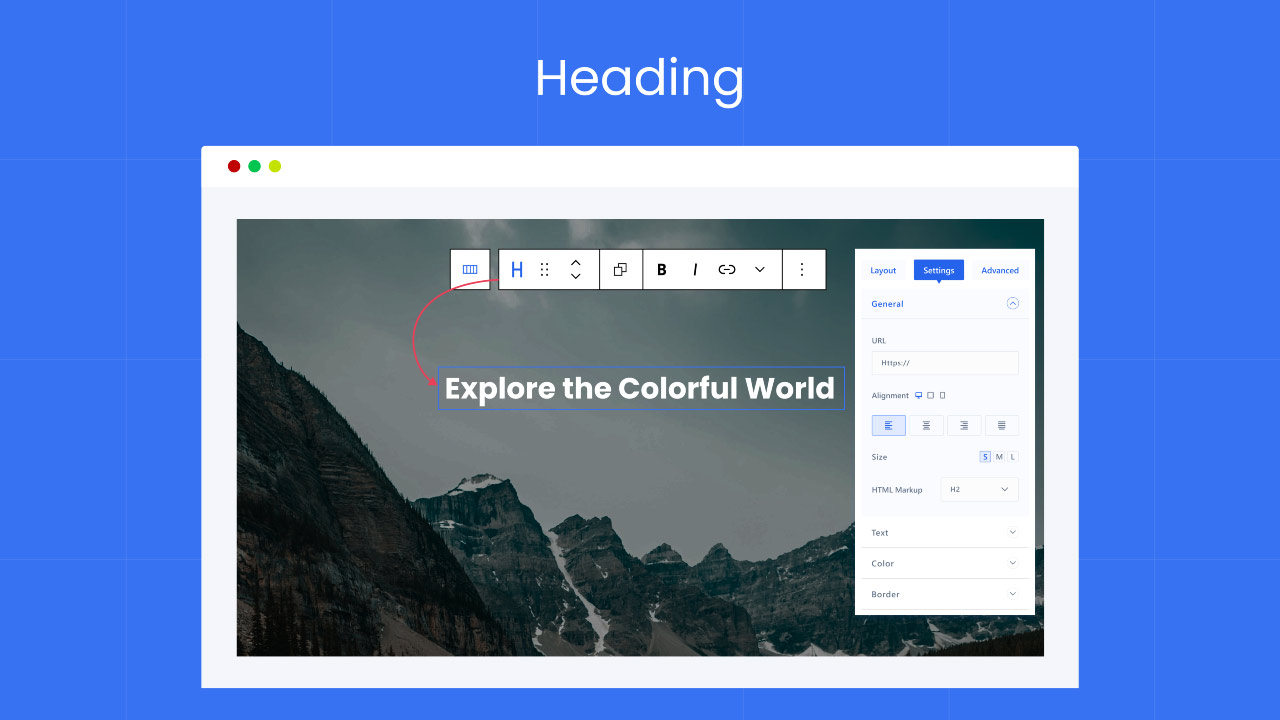 Heading
H
B I
Layout Settings Advanced
General
Explore the Colorful World
URL
Https://
Alignment
Size S M L
HTML Markup H2
Text
Color
Border